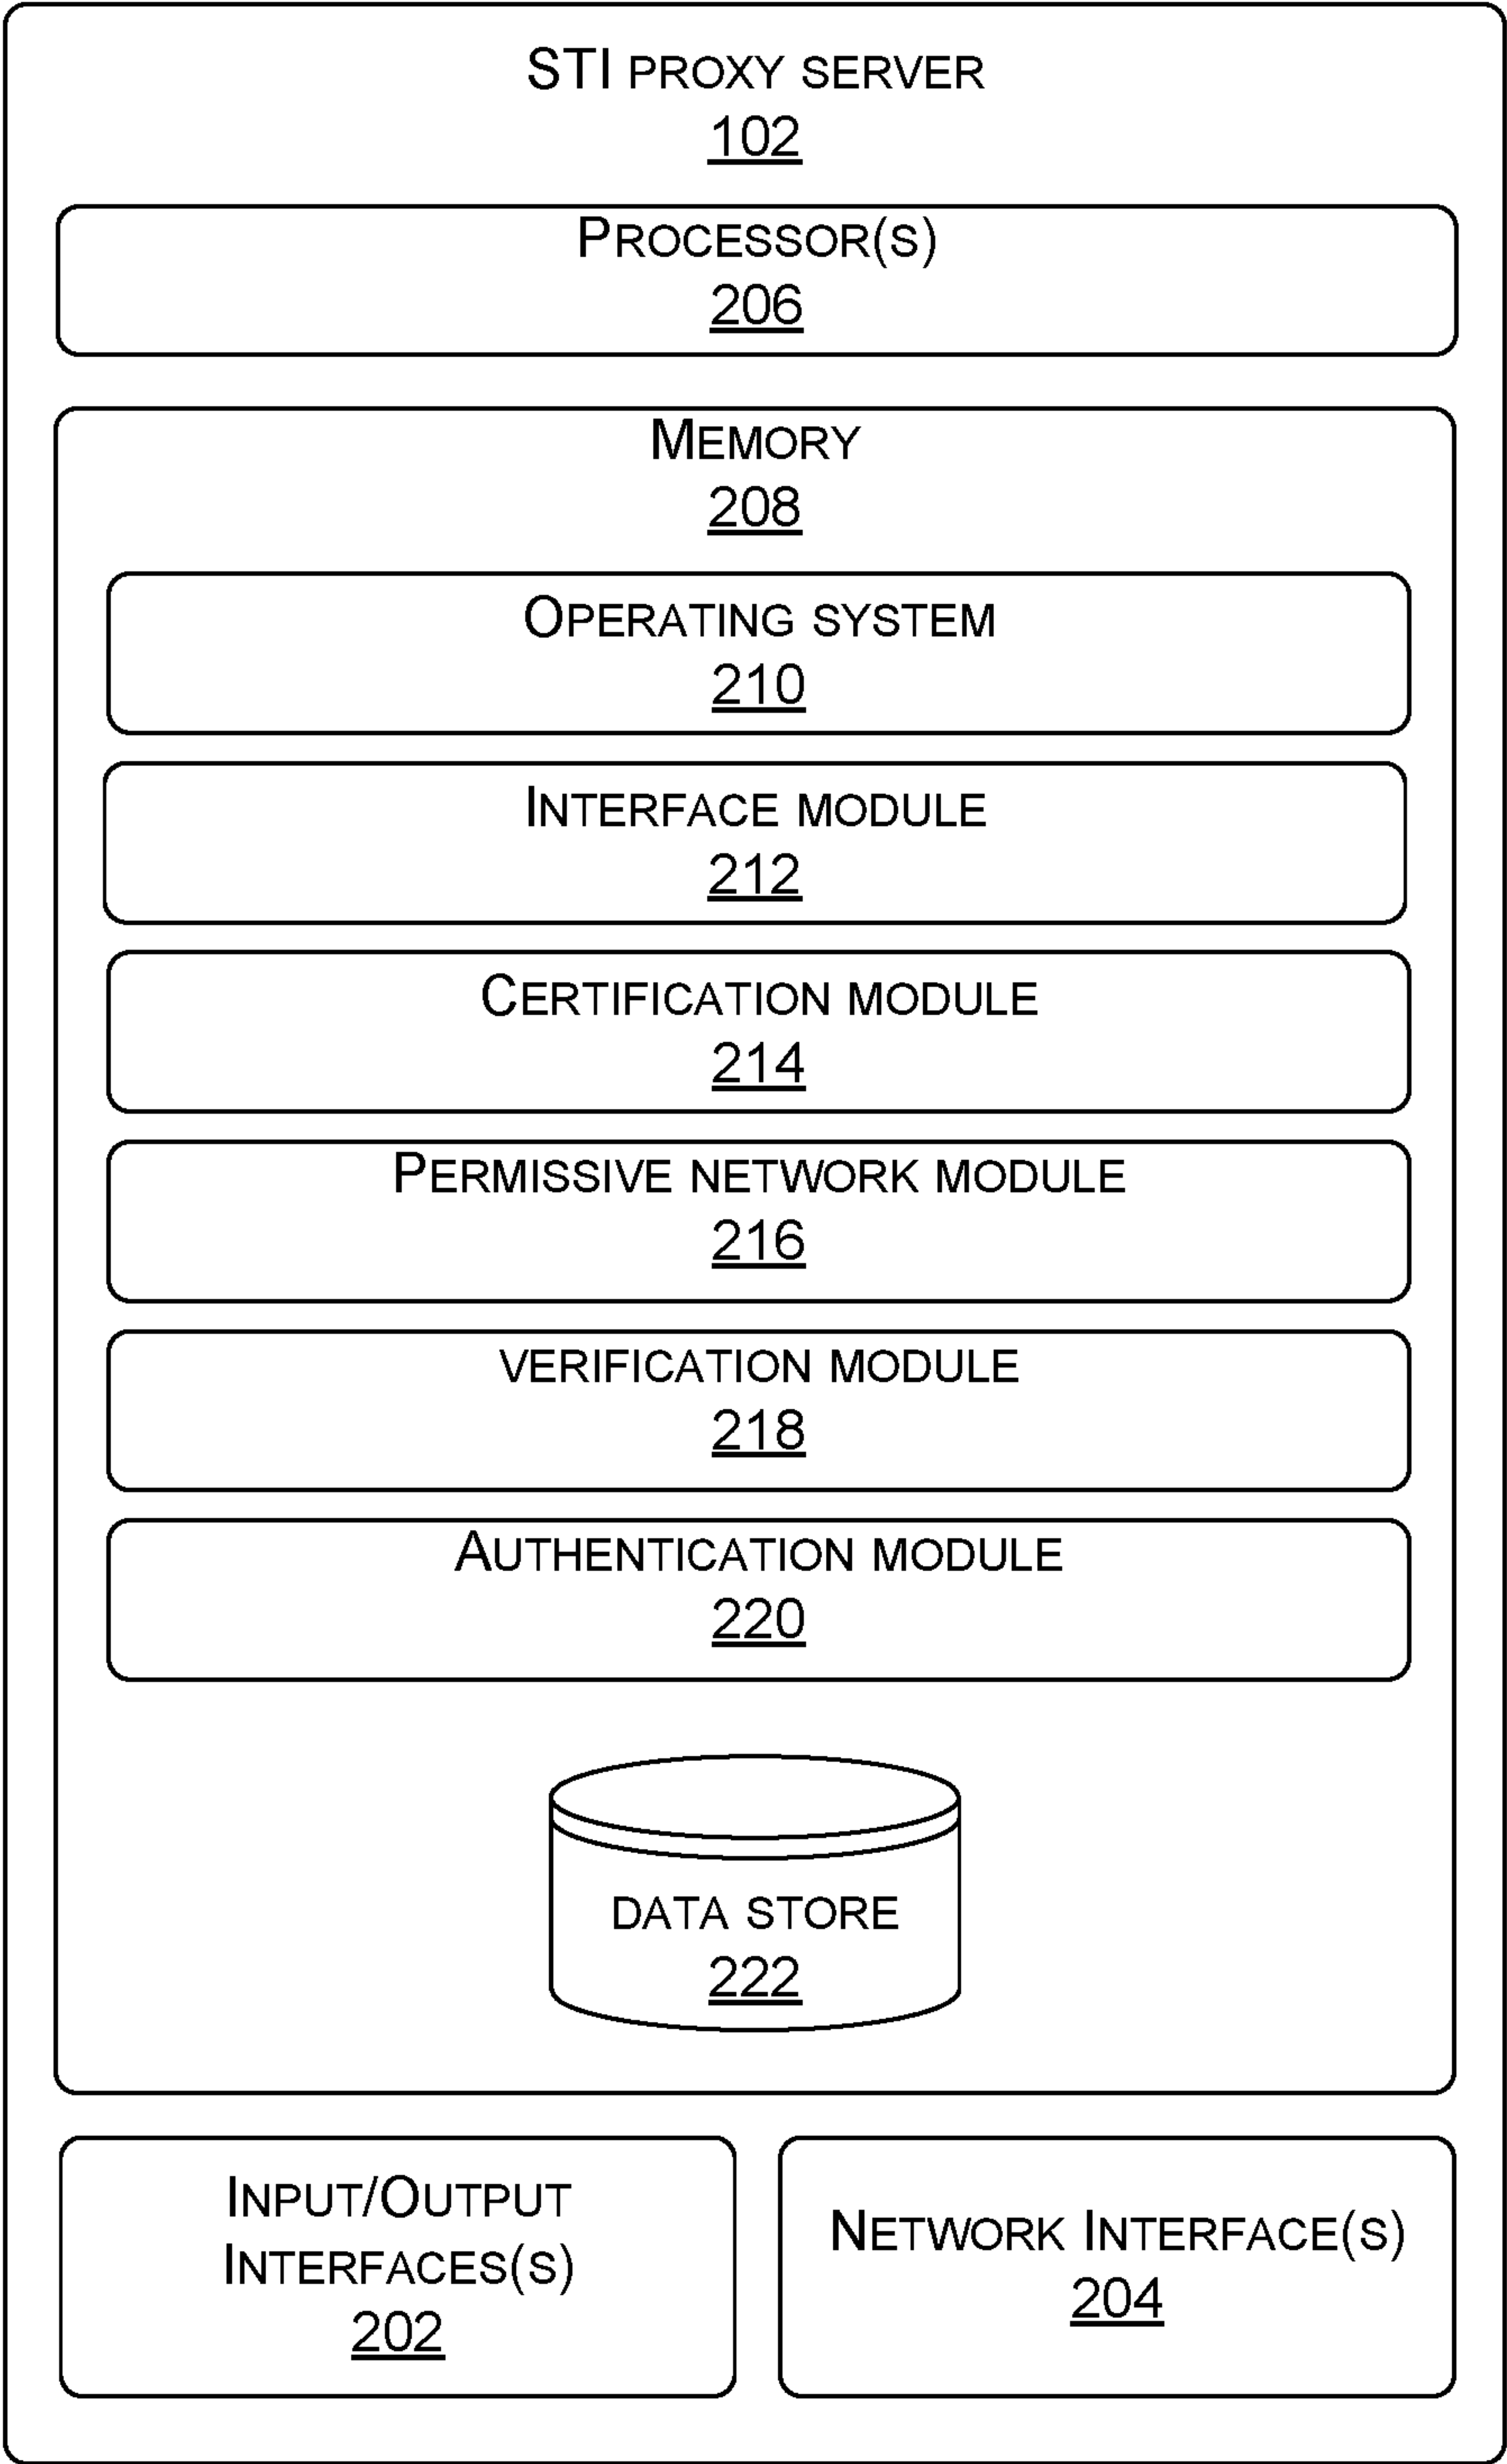 STI PROXY SERVER
102
PROCESSOR(S)
206
MEMORY
208
OPERATING SYSTEM
210
INTERFACE MODULE
212
CERTIFICATION MODULE
214
PERMISSIVE NETWORK MODULE
216
VERIFICATION MODULE
218
AUTHENTICATION MODULE
220
DATA STORE
222
INPUT/OUTPUT
INTERFACES(S)
202
NETWORK INTERFACE(S)
204